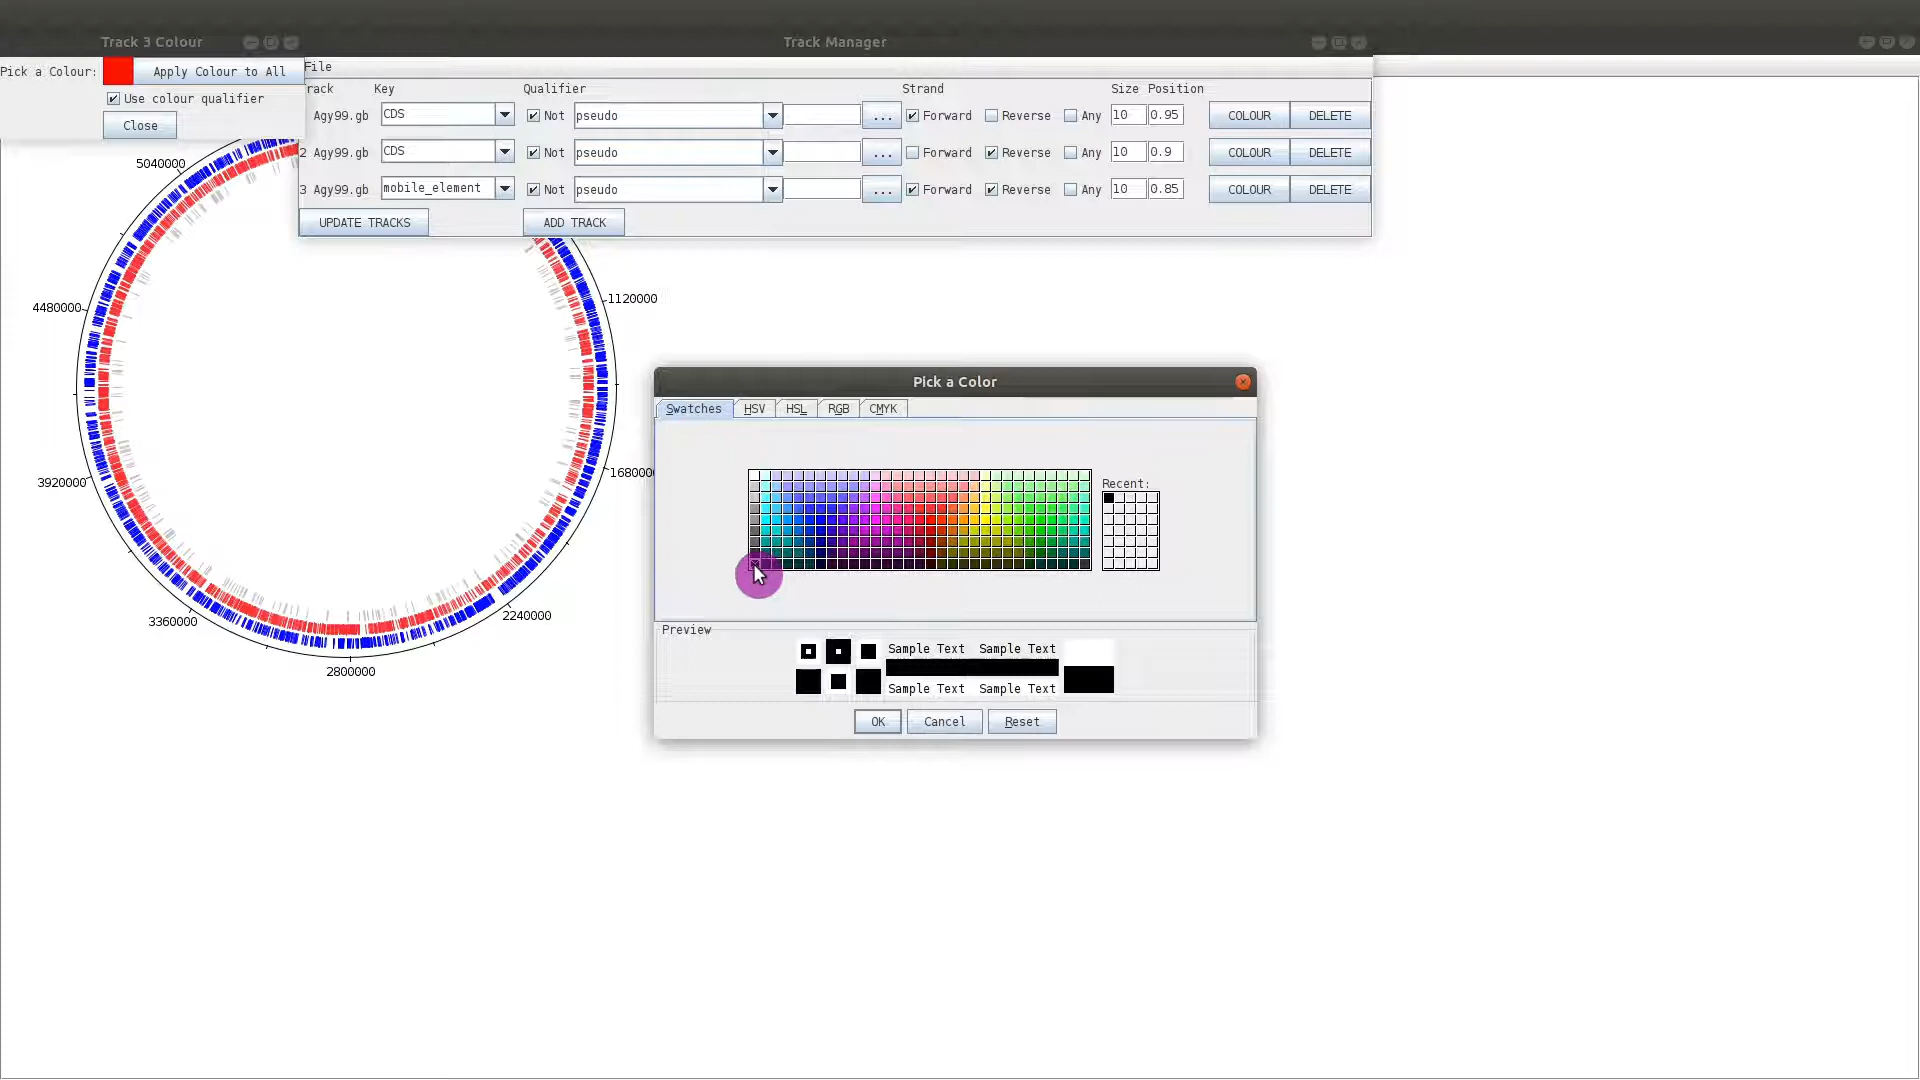 Track 3 Colour
Track Manager
Pick a Colour:
Apply Colour to All
Use colour qualifier
Close
File
rack Key Qualifier Strand Size Position
Agy99.gb CDS Not pseudo ... Forward Reverse Any 10 0.95 COLOUR DELETE
2 Agy99.gb CDS Not pseudo ... Forward Reverse Any 10 0.9 COLOUR DELETE
3 Agy99.gb mobile_element Not pseudo ... Forward Reverse Any 10 0.85 COLOUR DELETE
UPDATE TRACKS ADD TRACK
5040000
1120000
4480000
1680000
3920000
2240000
3360000
2800000
Pick a Color
Swatches HSV HSL RGB CMYK
Recent:
Preview
Sample Text Sample Text
Sample Text Sample Text
OK Cancel Reset